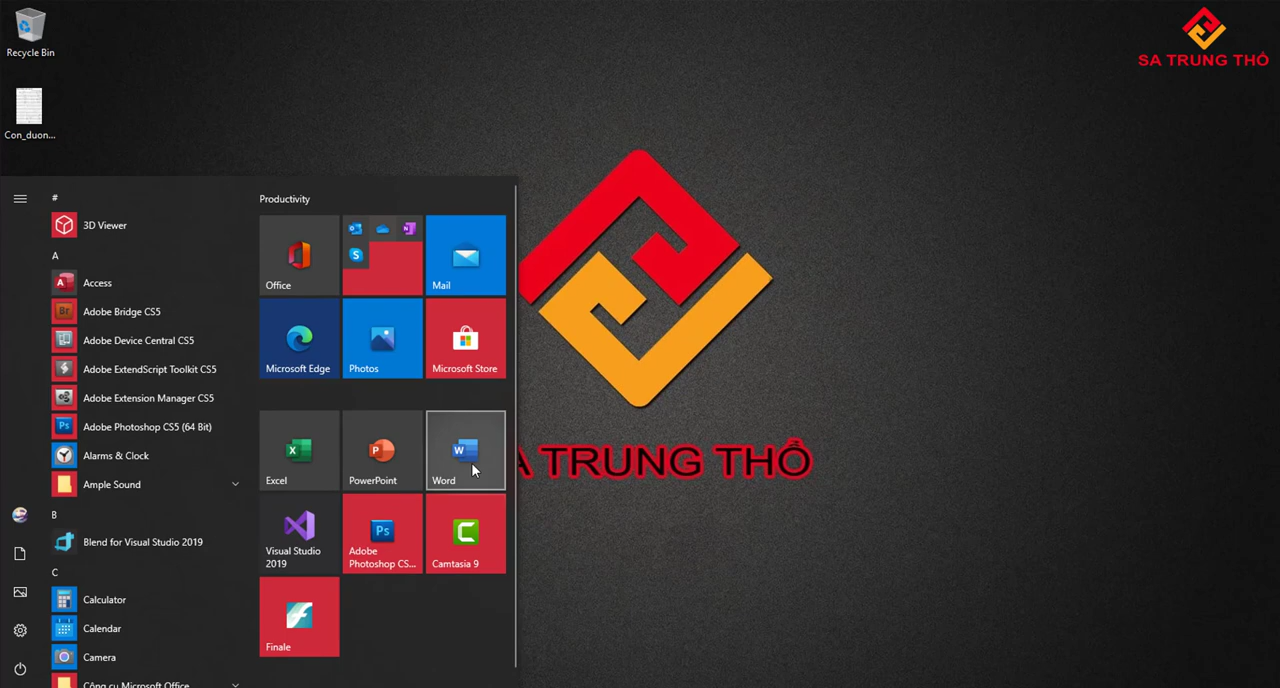 Recycle Bin
Con_duon...
SA TRUNG THỔ
#
3D Viewer
A
Access
Adobe Bridge CS5
Adobe Device Central CS5
Adobe ExtendScript Toolkit CS5
Adobe Extension Manager CS5
Adobe Photoshop CS5 (64 Bit)
Alarms & Clock
Ample Sound
B
Blend for Visual Studio 2019
C
Calculator
Calendar
Camera
Công cụ Microsoft Office
Productivity
Office
Mail
Microsoft Edge
Photos
Microsoft Store
Excel
PowerPoint
Word
Visual Studio
2019
Adobe
Photoshop CS...
Camtasia 9
Finale
A TRUNG THỔ